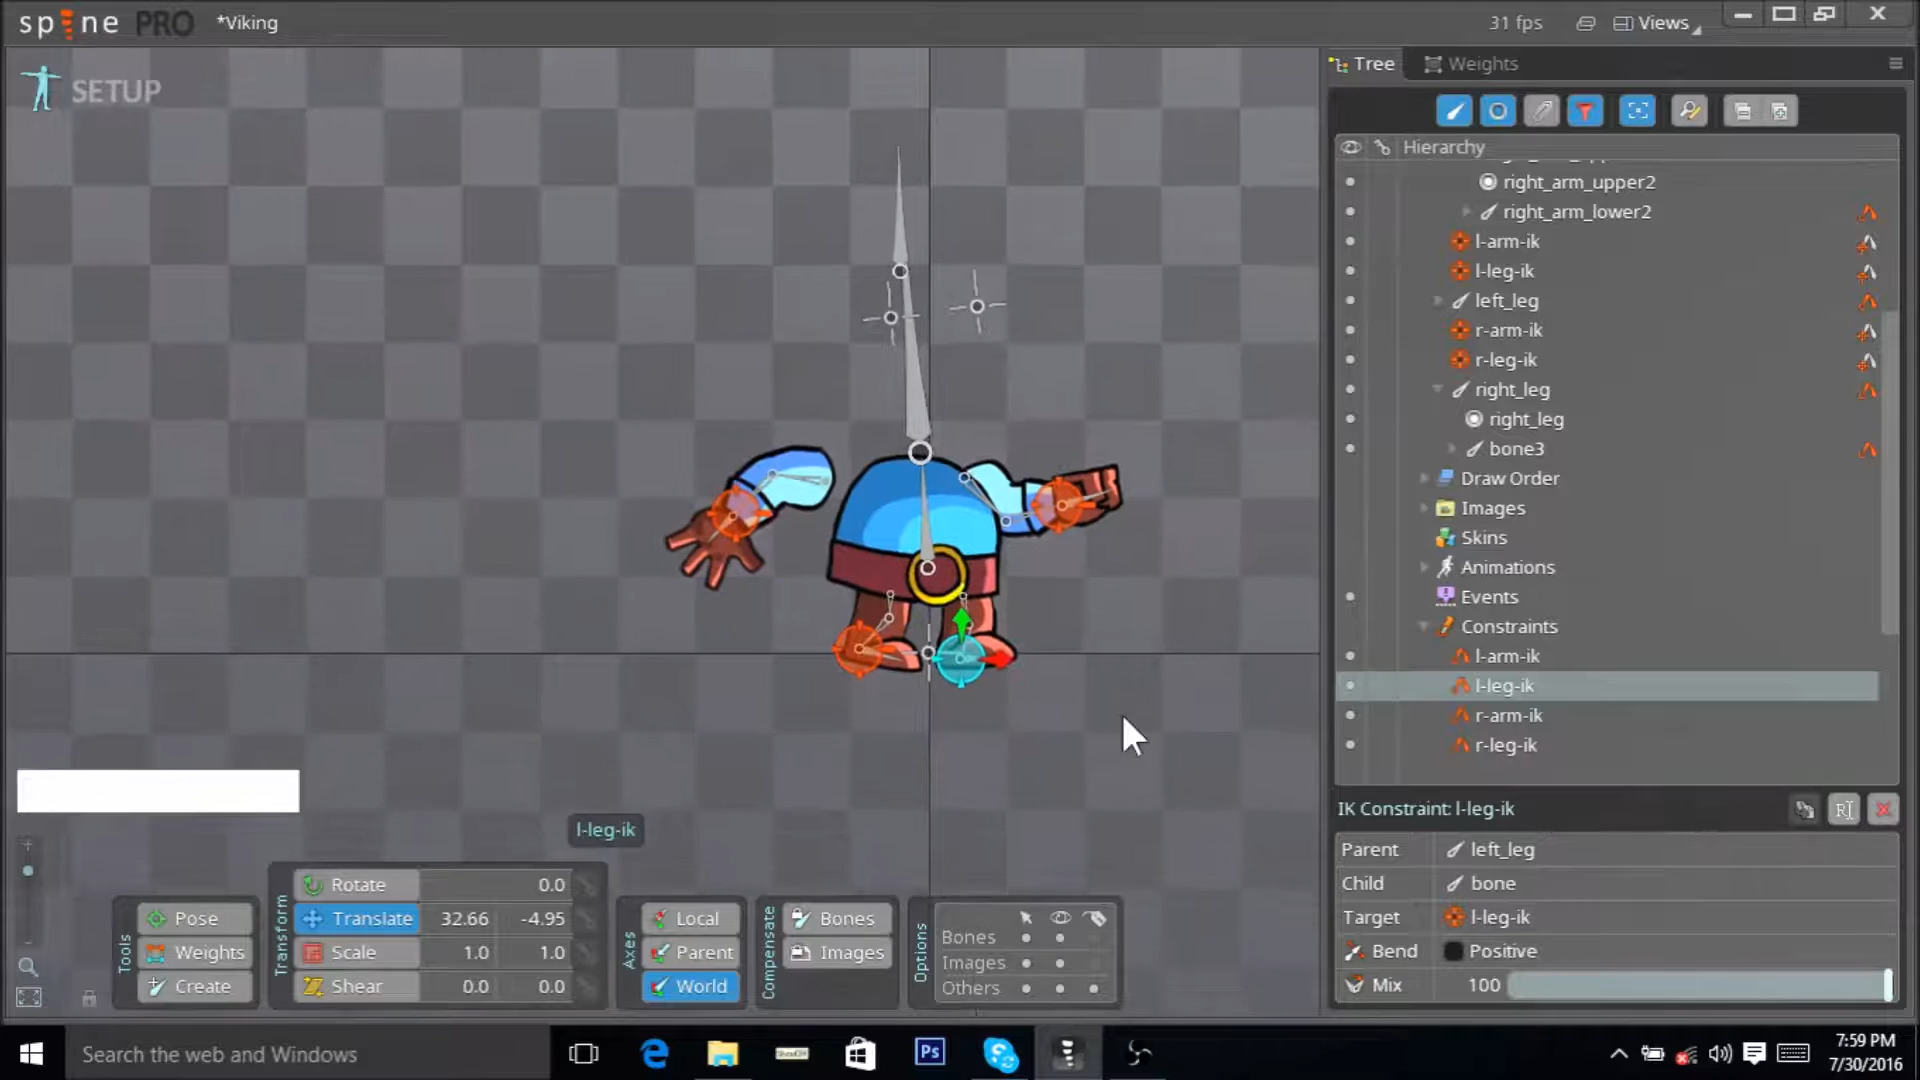 spine PRO
*Viking
31 fps
Views
SETUP
Tree
Weights
Hierarchy
right_arm_upper2
right_arm_lower2
l-arm-ik
l-leg-ik
left_leg
r-arm-ik
r-leg-ik
right_leg
right_leg
bone3
Draw Order
Images
Skins
Animations
Events
Constraints
l-arm-ik
l-leg-ik
r-arm-ik
r-leg-ik
IK Constraint: l-leg-ik
Parent left_leg
Child bone
Target l-leg-ik
Bend Positive
Mix 100
l-leg-ik
Tools
Pose
Weights
Create
Transform
Rotate 0.0
Translate 32.66 -4.95
Scale 1.0 1.0
Shear 0.0 0.0
Axes
Local
Parent
World
Compensate
Bones
Images
Options
Bones
Images
Others
Search the web and Windows
Ps
7:59 PM
7/30/2016